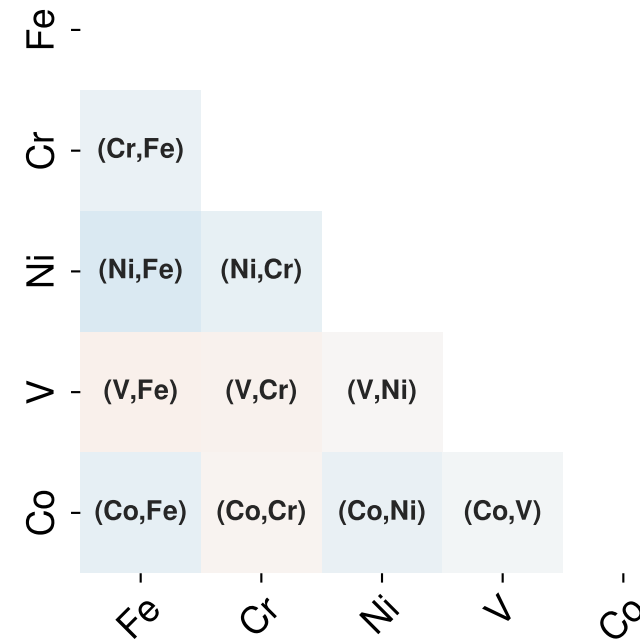 Fe
Cr (Cr,Fe)
Ni (Ni,Fe) (Ni,Cr)
V (V,Fe) (V,Cr) (V,Ni)
Co (Co,Fe) (Co,Cr) (Co,Ni) (Co,V)
Fe Cr Ni V Co